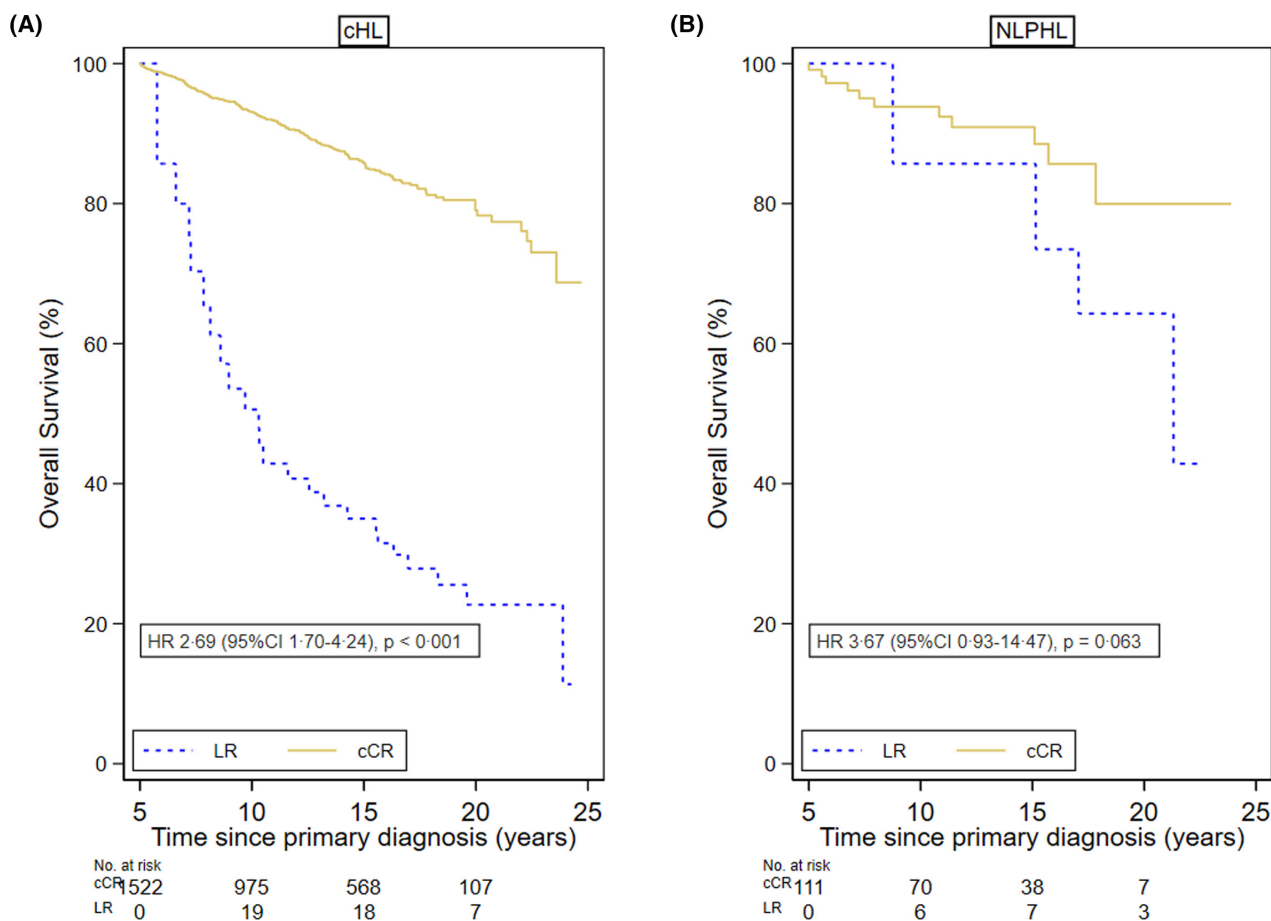 (A)
cHL
100
80
60
40
20
0
Overall Survival (%)
HR 2·69 (95%CI 1·70-4·24), p < 0·001
LR cCR
5 10 15 20 25
Time since primary diagnosis (years)
No. at risk
cCR 1522 975 568 107
LR 0 19 18 7
(B)
NLPHL
100
80
60
40
20
0
Overall Survival (%)
HR 3·67 (95%CI 0·93-14·47), p = 0·063
LR cCR
5 10 15 20 25
Time since primary diagnosis (years)
No. at risk
cCR 111 70 38 7
LR 0 6 7 3